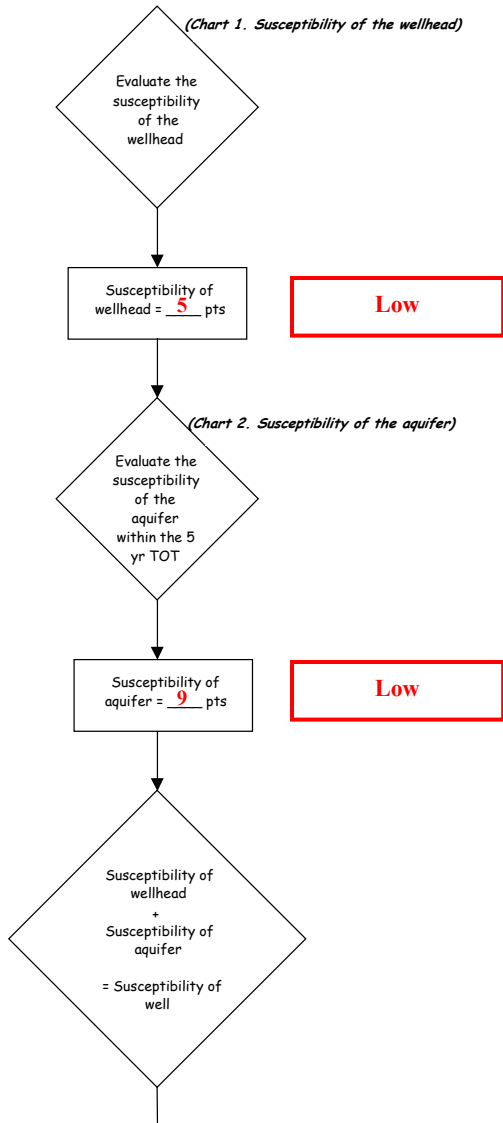 (Chart 1. Susceptibility of the wellhead)
Evaluate the
susceptibility
of the
wellhead
Susceptibility of
wellhead = 5 pts
Low
(Chart 2. Susceptibility of the aquifer)
Evaluate the
susceptibility
of the
aquifer
within the 5
yr TOT
Susceptibility of
aquifer = 9 pts
Low
Susceptibility of
wellhead
+
Susceptibility of
aquifer
= Susceptibility of
well